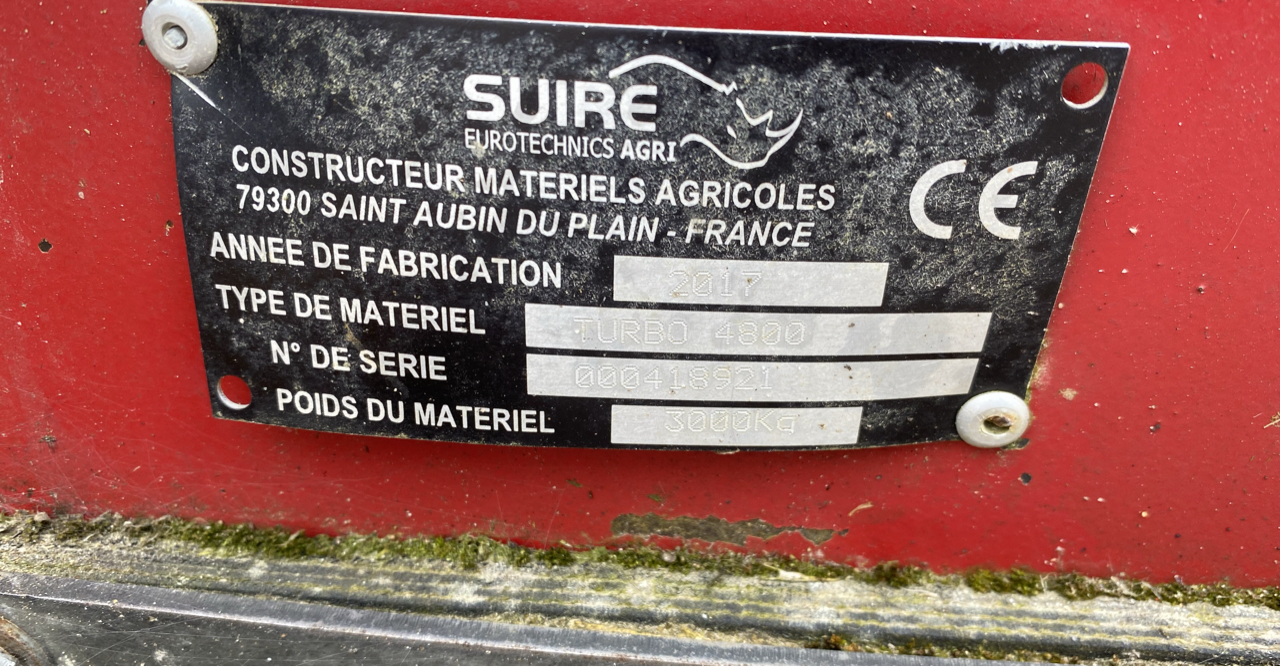 SUIRE
EUROTECHNICS AGRI
CONSTRUCTEUR MATERIELS AGRICOLES
79300 SAINT AUBIN DU PLAIN - FRANCE
CE
ANNEE DE FABRICATION 2017
TYPE DE MATERIEL TURBO 4800
N° DE SERIE 000418921
POIDS DU MATERIEL 3000Kg